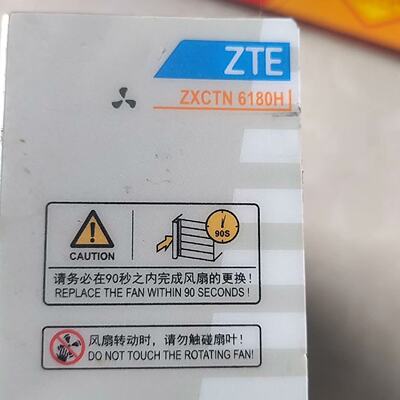 ZTE
ZXCTN 6180H
90S
CAUTION
请务必在90秒之内完成风扇的更换!
REPLACE THE FAN WITHIN 90 SECONDS !
风扇转动时，请勿触碰扇叶!
DO NOT TOUCH THE ROTATING FAN!